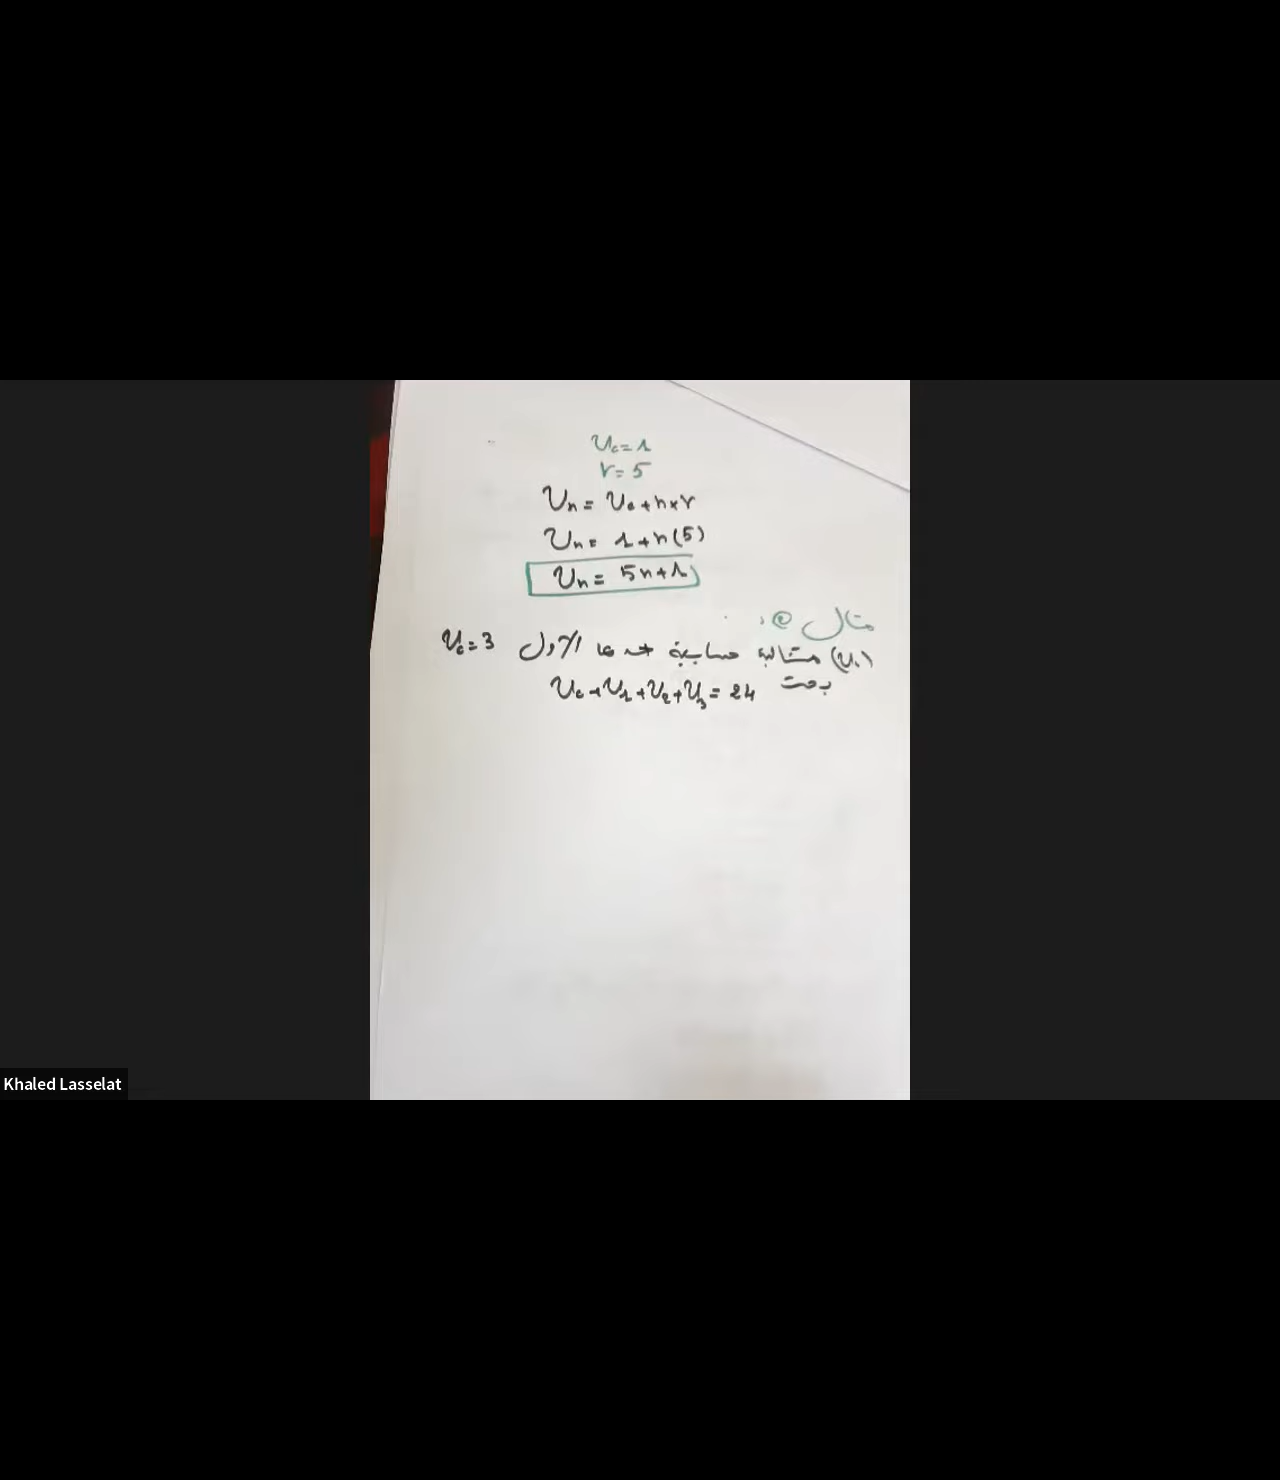 U₀ = 1
r = 5
Uₙ = U₀ + n×r
Uₙ = 1 + n(5)
Uₙ = 5n + 1
مثال ②:
(Uₙ) متتالية حسابية حدها الأول U₀ = 3
بحيث U₀ + U₁ + U₂ + U₃ = 24
Khaled Lasselat